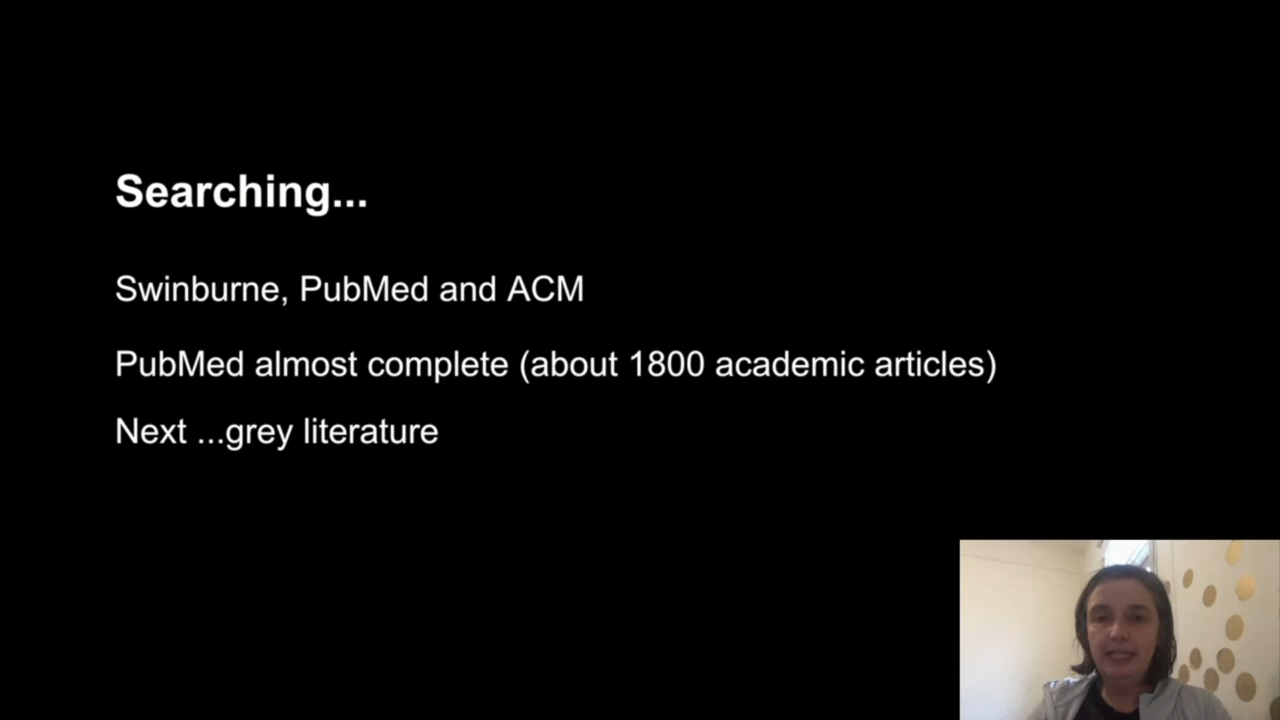 Searching...
Swinburne, PubMed and ACM
PubMed almost complete (about 1800 academic articles)
Next ...grey literature